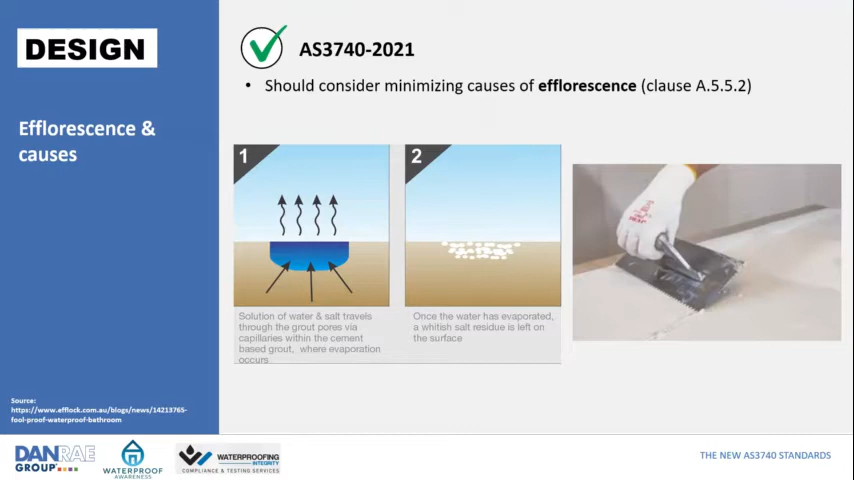 DESIGN
Efflorescence &
causes
Source:
https://www.afflock.com.au/blogs/news/14213765-
fool-proof-waterproof-bathroom
AS3740-2021
• Should consider minimizing causes of efflorescence (clause A.5.5.2)
1
Solution of water & salt travels
through the grout pores via
capillaries within the cement
based grout, where evaporation
occurs
2
Once the water has evaporated,
a whitish salt residue is left on
the surface
DANRAE
GROUP
WATERPROOF
AWARENESS
WATERPROOFING
INTEGRITY
COMPLIANCE & TESTING SERVICES
THE NEW AS3740 STANDARDS